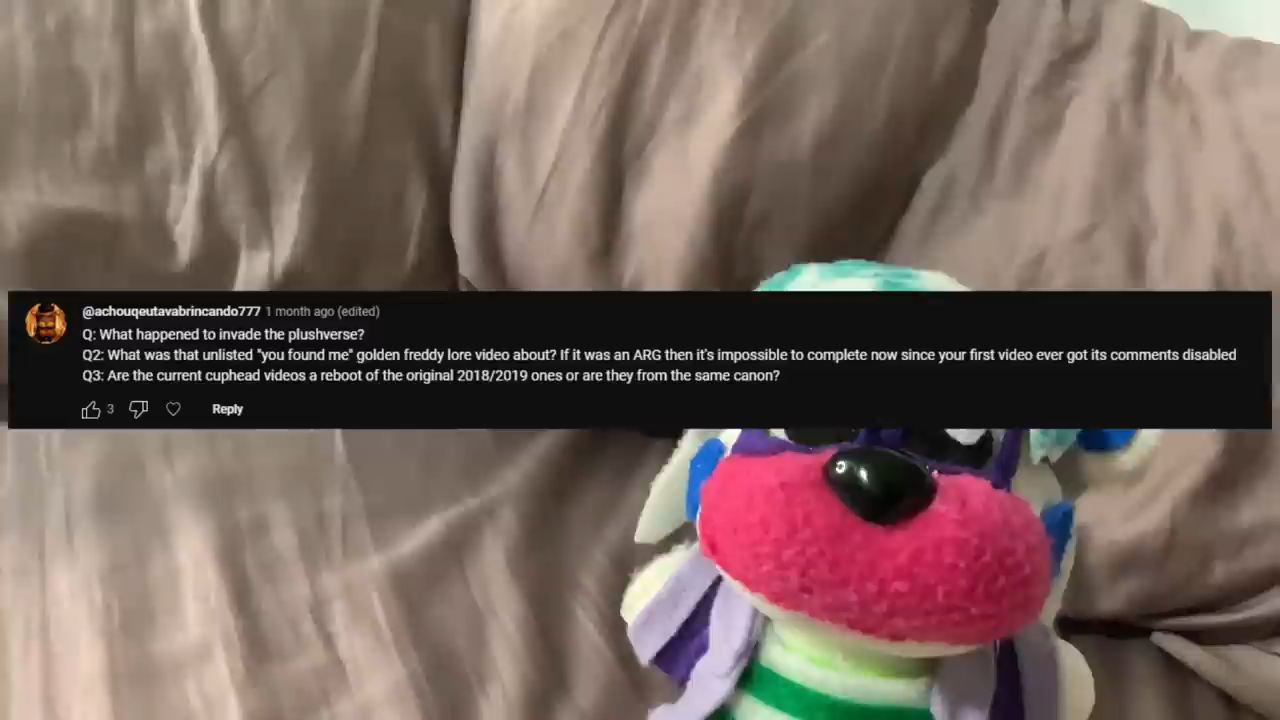 @achouqeutavabrincando777 1 month ago (edited)
Q: What happened to invade the plushverse?
Q2: What was that unlisted "you found me" golden freddy lore video about? If it was an ARG then it's impossible to complete now since your first video ever got its comments disabled
Q3: Are the current cuphead videos a reboot of the original 2018/2019 ones or are they from the same canon?
3 Reply